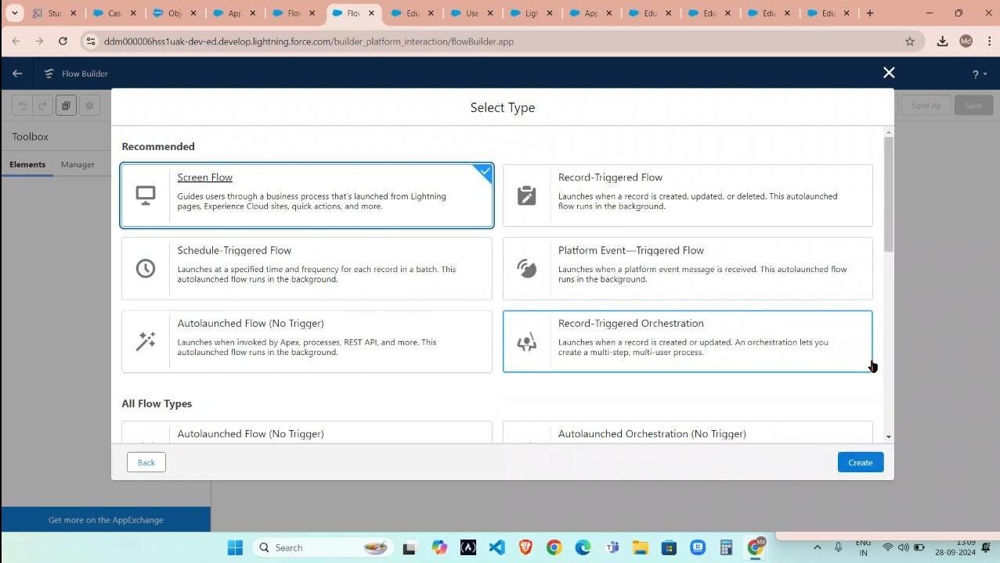 Stuc
Cas
Obje
App
Flow
Flow
Edu
Use
Ligh
App
Edu
Edu
Edu
Edu
ddm000006hss1uak-dev-ed.develop.lightning.force.com/builder_platform_interaction/flowBuilder.app
Md
Flow Builder
?
Save As
Save
Select Type
Toolbox
Elements
Manager
Recommended
Screen Flow
Guides users through a business process that's launched from Lightning
pages, Experience Cloud sites, quick actions, and more.
Record-Triggered Flow
Launches when a record is created, updated, or deleted. This autolaunched
flow runs in the background.
Schedule-Triggered Flow
Launches at a specified time and frequency for each record in a batch. This
autolaunched flow runs in the background.
Platform Event—Triggered Flow
Launches when a platform event message is received. This autolaunched flow
runs in the background.
Autolaunched Flow (No Trigger)
Launches when invoked by Apex, processes, REST API, and more. This
autolaunched flow runs in the background.
Record-Triggered Orchestration
Launches when a record is created or updated. An orchestration lets you
create a multi-step, multi-user process.
All Flow Types
Autolaunched Flow (No Trigger)
Autolaunched Orchestration (No Trigger)
Back
Create
Get more on the AppExchange
Search
Md
ENG
IN
13:09
28-09-2024